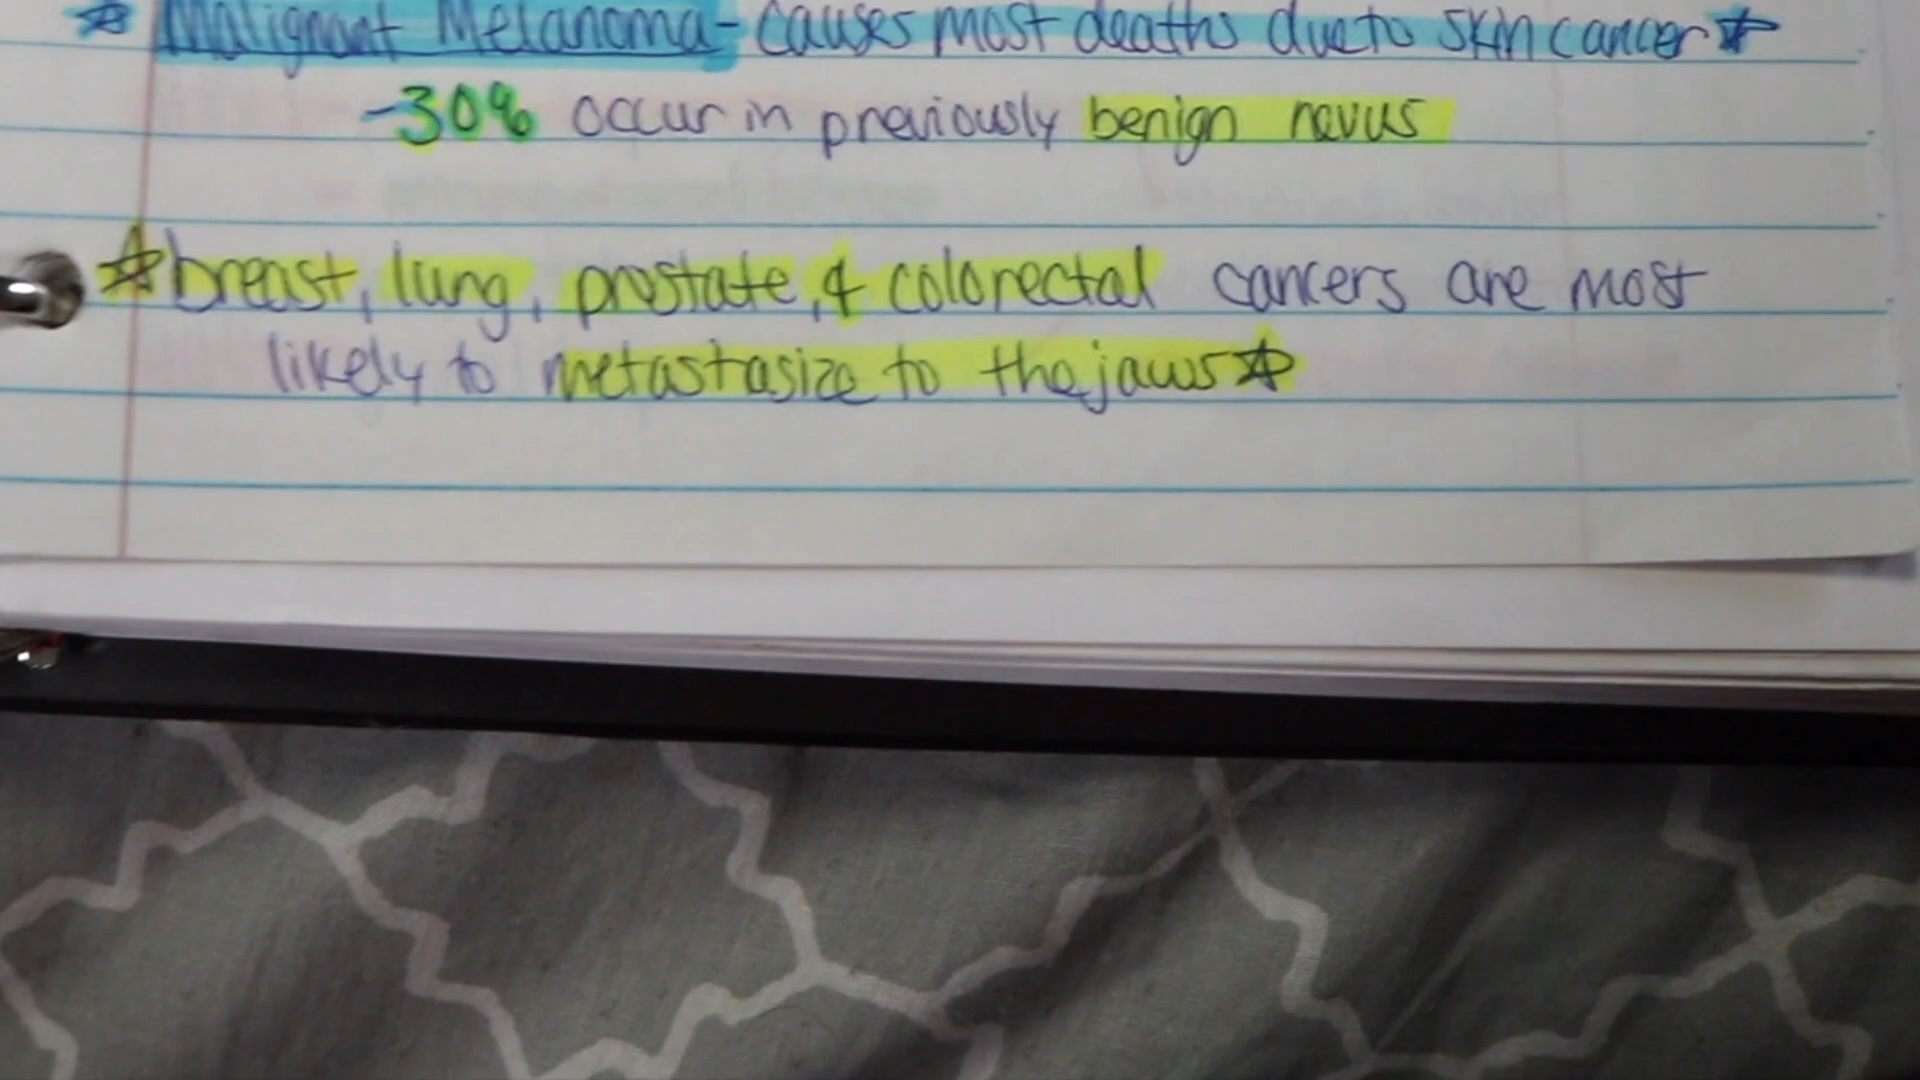 ☆ Malignant Melanoma - causes most deaths due to skin cancer ☆
- 30% occur in previously benign nevus
☆ breast, lung, prostate, & colorectal cancers are most
likely to metastasize to the jaws ☆